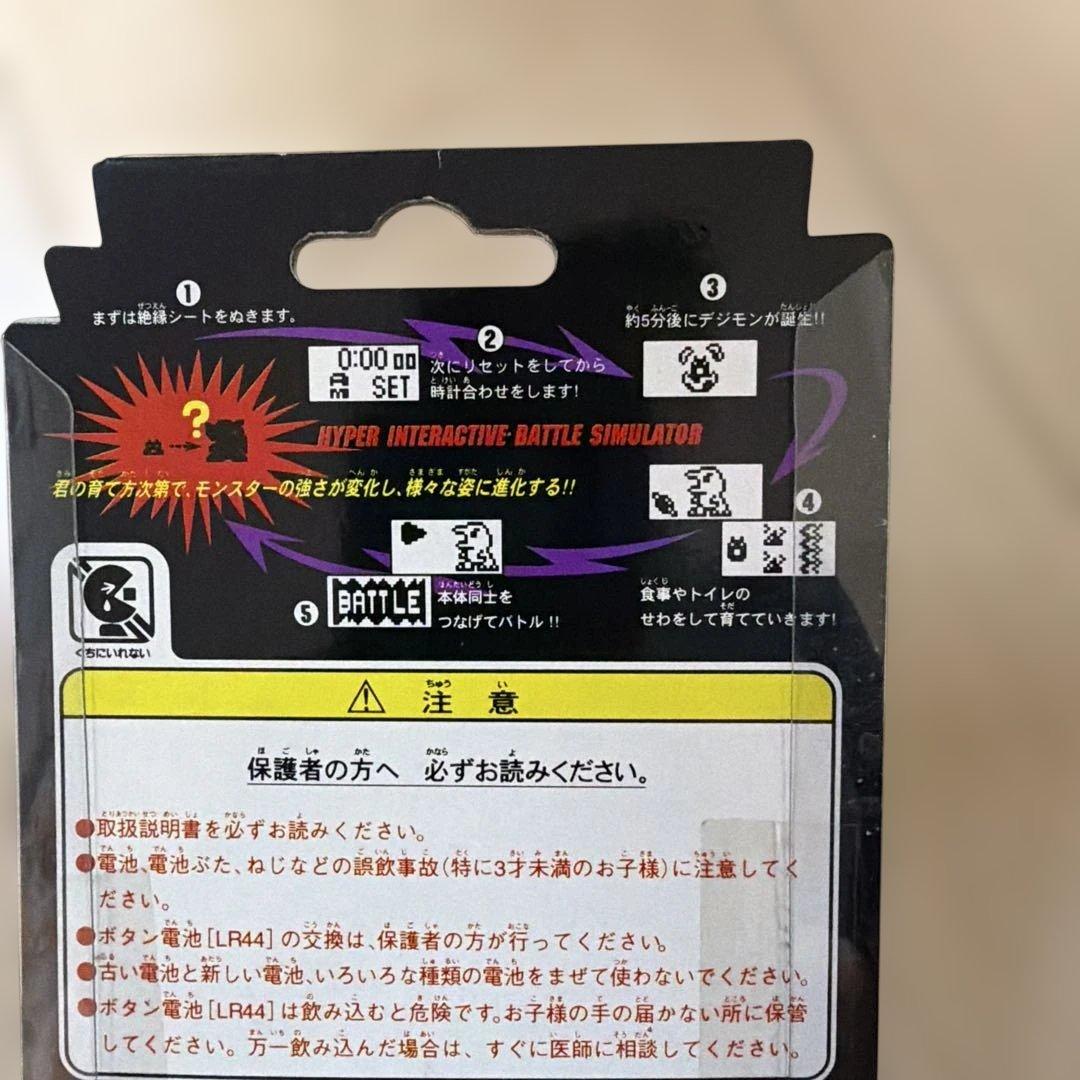 ①
まずは絶縁シートをぬきます。
②
0:00 00
AM SET
次にリセットをしてから
時計合わせをします!
③
約5分後にデジモンが誕生!!
?
HYPER INTERACTIVE BATTLE SIMULATOR
君の育て方次第で、モンスターの強さが変化し、様々な姿に進化する!!
④
食事やトイレの
せわをして育てていきます!
⑤
BATTLE
本体同士を
つなげてバトル!!
くちにいれない
注意
保護者の方へ 必ずお読みください。
●取扱説明書を必ずお読みください。
●電池、電池ぶた、ねじなどの誤飲事故(特に3才未満のお子様)に注意してく
ださい。
●ボタン電池[LR44]の交換は、保護者の方が行ってください。
●古い電池と新しい電池、いろいろな種類の電池をまぜて使わないでください。
●ボタン電池[LR44]は飲み込むと危険です。お子様の手の届かない所に保管
してください。万一飲み込んだ場合は、すぐに医師に相談してください。